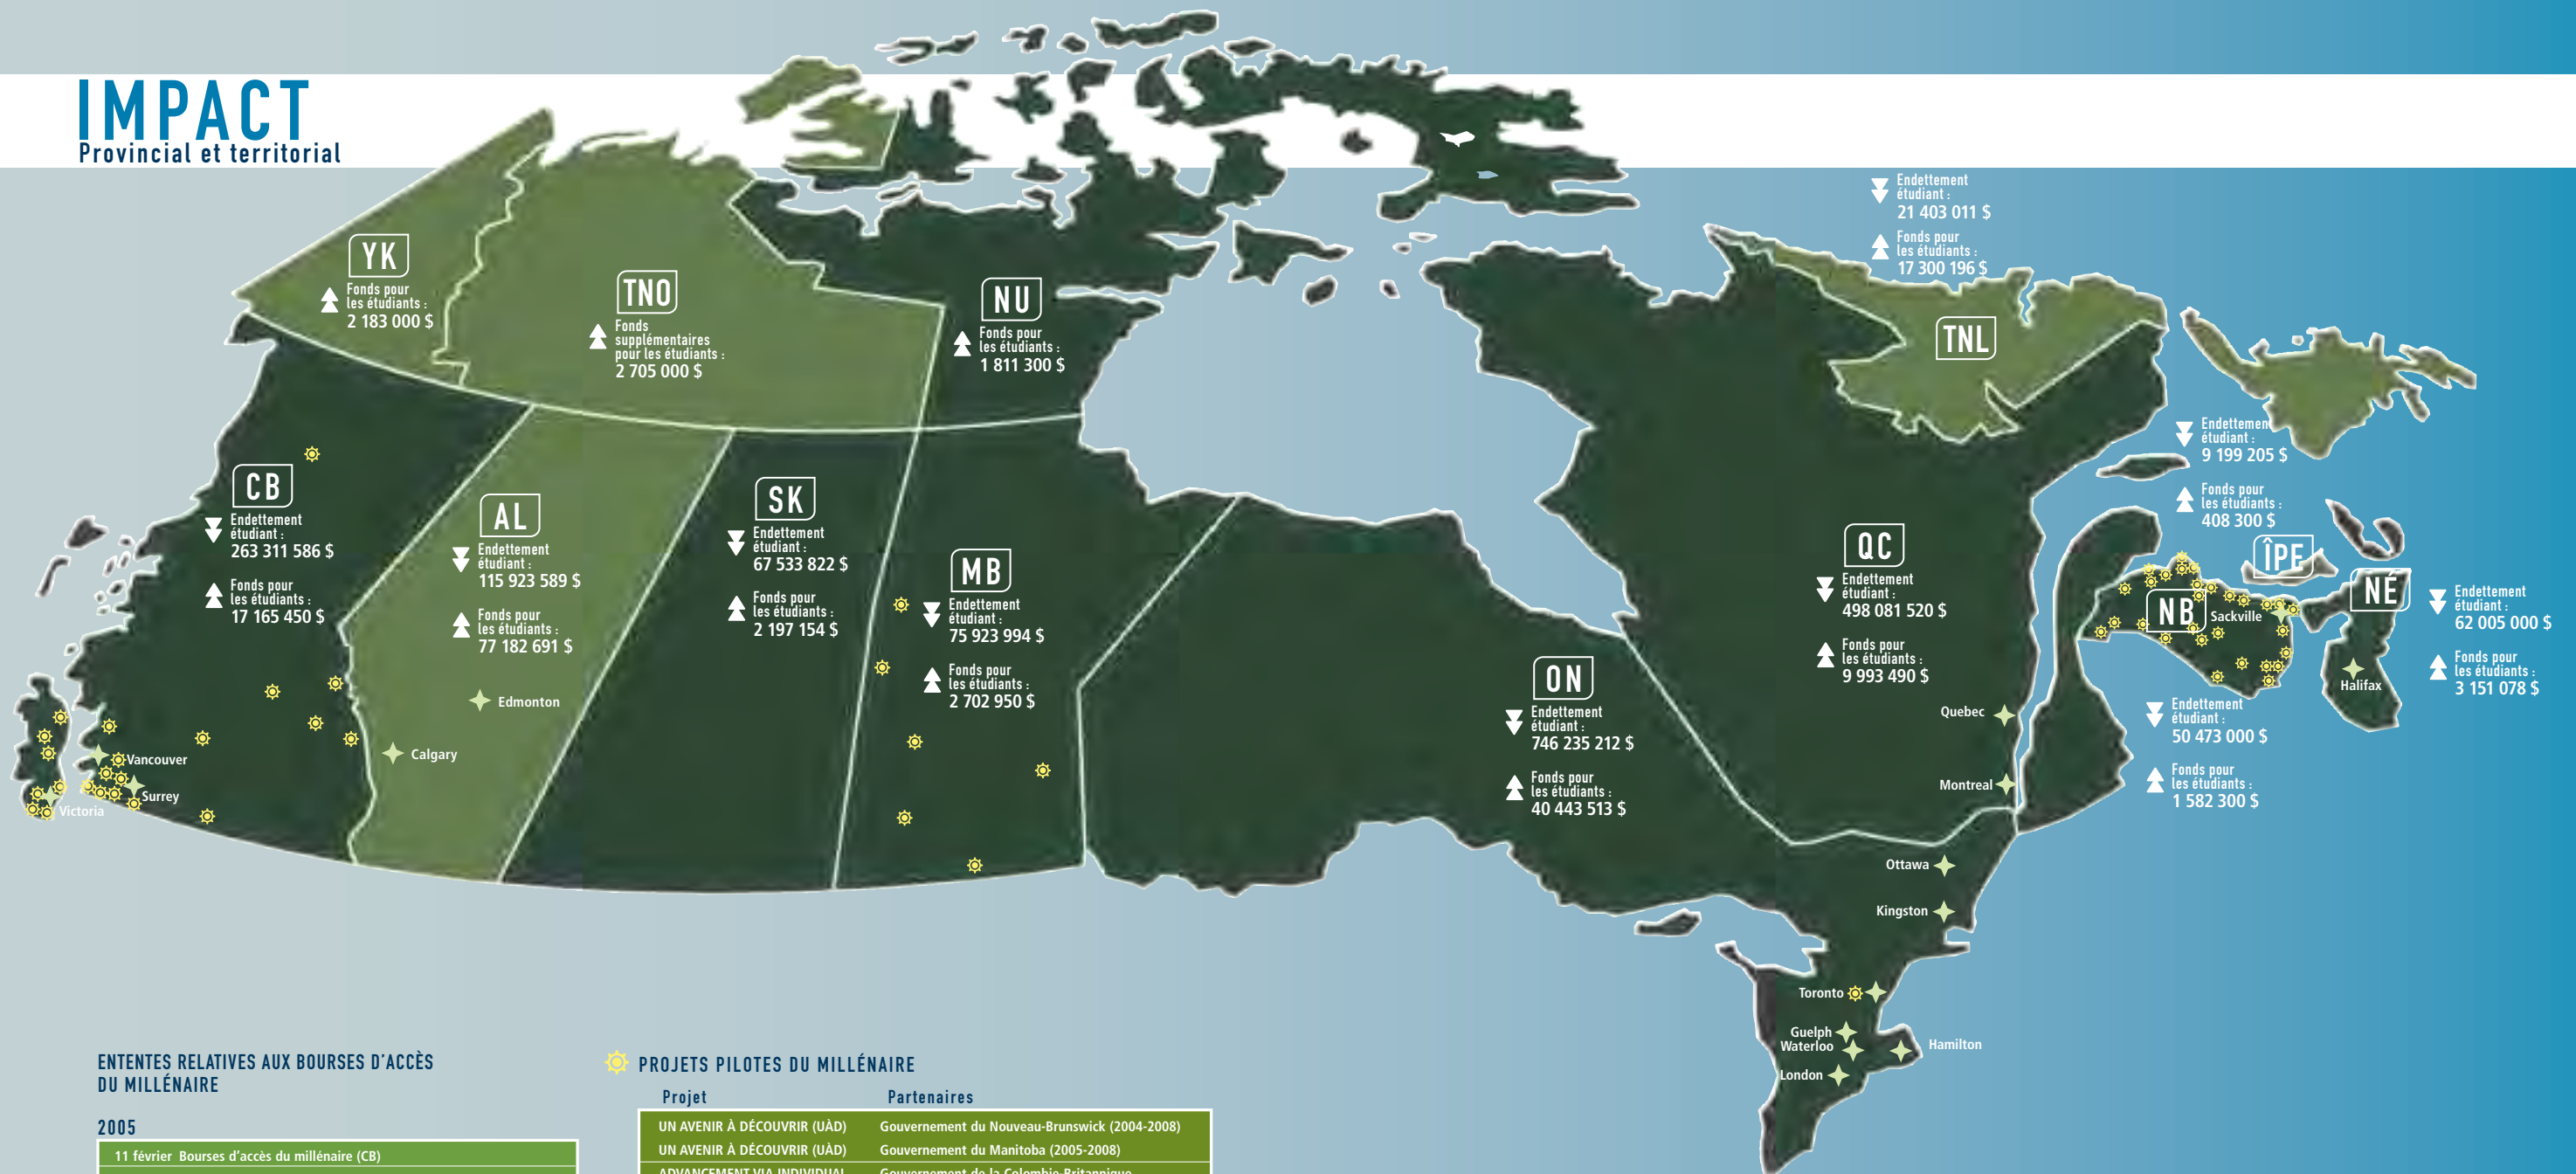 IMPACT
Provincial et territorial
YK
Fonds pour
les étudiants :
2 183 000 $
TNO
Fonds
supplémentaires
pour les étudiants :
2 705 000 $
NU
Fonds pour
les étudiants :
1 811 300 $
Endettement
étudiant :
21 403 011 $
Fonds pour
les étudiants :
17 300 196 $
TNL
CB
Endettement
étudiant :
263 311 586 $
Fonds pour
les étudiants :
17 165 450 $
AL
Endettement
étudiant :
115 923 589 $
Fonds pour
les étudiants :
77 182 691 $
Edmonton
Calgary
Vancouver
Surrey
Victoria
SK
Endettement
étudiant :
67 533 822 $
Fonds pour
les étudiants :
2 197 154 $
MB
Endettement
étudiant :
75 923 994 $
Fonds pour
les étudiants :
2 702 950 $
ON
Endettement
étudiant :
746 235 212 $
Fonds pour
les étudiants :
40 443 513 $
QC
Endettement
étudiant :
498 081 520 $
Fonds pour
les étudiants :
9 993 490 $
Quebec
Montreal
Ottawa
Kingston
Toronto
Guelph
Waterloo
Hamilton
London
Endettement
étudiant :
9 199 205 $
Fonds pour
les étudiants :
408 300 $
ÎPE
NÉ
Endettement
étudiant :
62 005 000 $
Fonds pour
les étudiants :
3 151 078 $
Halifax
NB
Sackville
Endettement
étudiant :
50 473 000 $
Fonds pour
les étudiants :
1 582 300 $
ENTENTES RELATIVES AUX BOURSES D'ACCÈS
DU MILLÉNAIRE
2005
11 février Bourses d'accès du millénaire (CB)
PROJETS PILOTES DU MILLÉNAIRE
Projet Partenaires
UN AVENIR À DÉCOUVRIR (UÀD) Gouvernement du Nouveau-Brunswick (2004-2008)
UN AVENIR À DÉCOUVRIR (UÀD) Gouvernement du Manitoba (2005-2008)
ADVANCEMENT VIA INDIVIDUAL Gouvernement de la Colombie-Britannique